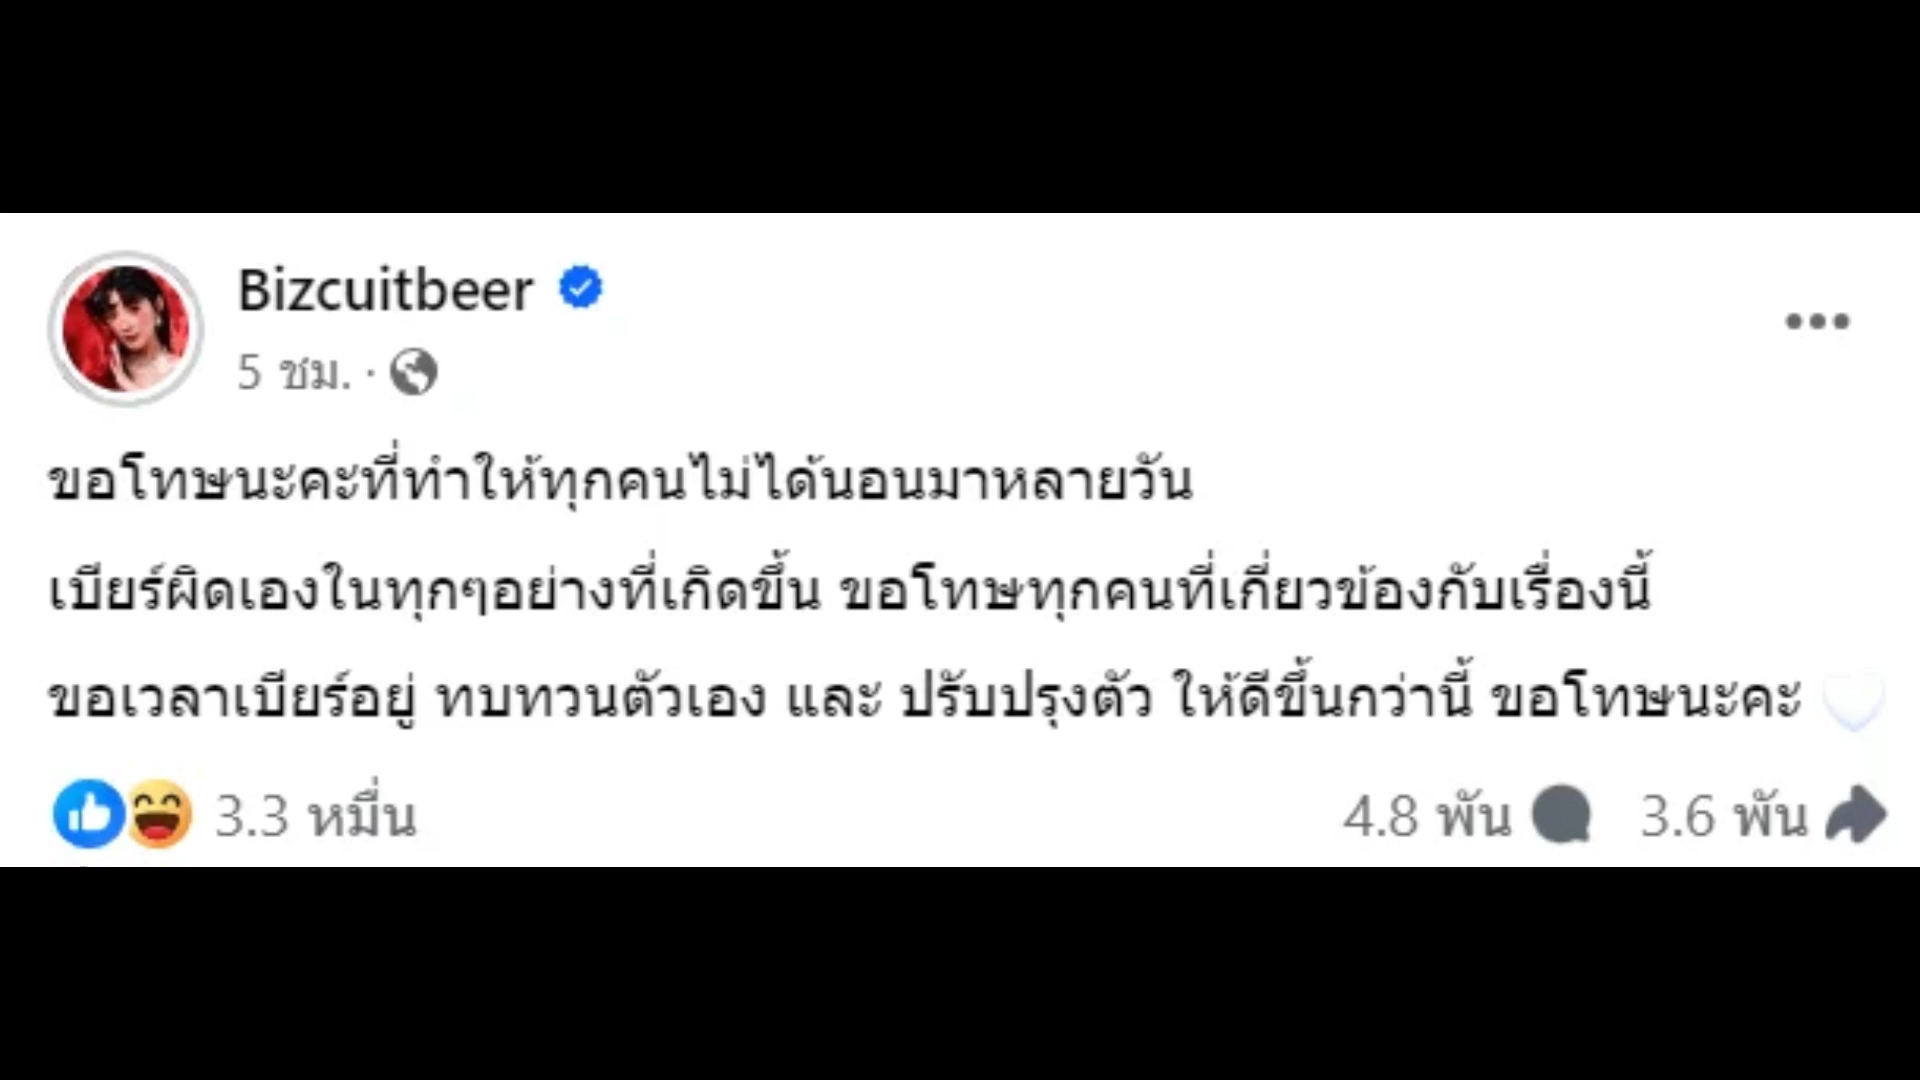 Bizcuitbeer
5 ชม. ·
ขอโทษนะคะที่ทำให้ทุกคนไม่ได้นอนมาหลายวัน
เบียร์ผิดเองในทุกๆอย่างที่เกิดขึ้น ขอโทษทุกคนที่เกี่ยวข้องกับเรื่องนี้
ขอเวลาเบียร์อยู่ ทบทวนตัวเอง และ ปรับปรุงตัว ให้ดีขึ้นกว่านี้ ขอโทษนะคะ 🤍
3.3 หมื่น 4.8 พัน 3.6 พัน